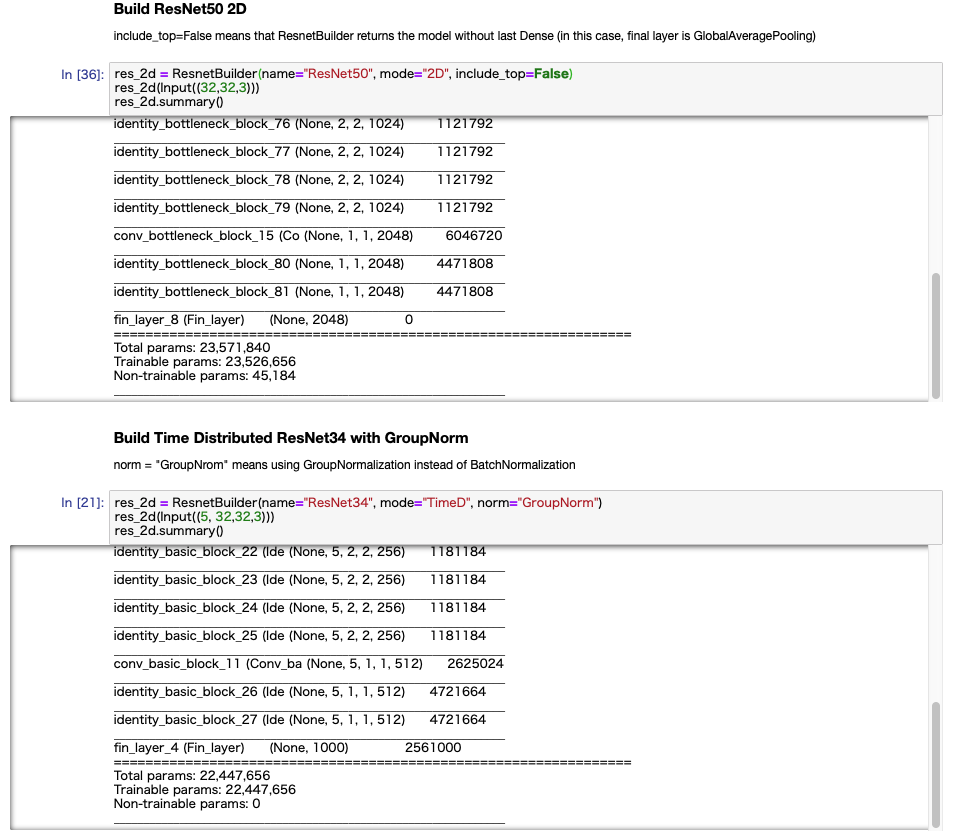 Build ResNet50 2D
include_top=False means that ResnetBuilder returns the model without last Dense (in this case, final layer is GlobalAveragePooling)
In [36]: res_2d = ResnetBuilder(name="ResNet50", mode="2D", include_top=False)
res_2d(Input((32,32,3)))
res_2d.summary()
identity_bottleneck_block_76 (None, 2, 2, 1024) 1121792
identity_bottleneck_block_77 (None, 2, 2, 1024) 1121792
identity_bottleneck_block_78 (None, 2, 2, 1024) 1121792
identity_bottleneck_block_79 (None, 2, 2, 1024) 1121792
conv_bottleneck_block_15 (Co (None, 1, 1, 2048) 6046720
identity_bottleneck_block_80 (None, 1, 1, 2048) 4471808
identity_bottleneck_block_81 (None, 1, 1, 2048) 4471808
fin_layer_8 (Fin_layer) (None, 2048) 0
=================================================================
Total params: 23,571,840
Trainable params: 23,526,656
Non-trainable params: 45,184
Build Time Distributed ResNet34 with GroupNorm
norm = "GroupNrom" means using GroupNormalization instead of BatchNormalization
In [21]: res_2d = ResnetBuilder(name="ResNet34", mode="TimeD", norm="GroupNorm")
res_2d(Input((5, 32,32,3)))
res_2d.summary()
identity_basic_block_22 (Ide (None, 5, 2, 2, 256) 1181184
identity_basic_block_23 (Ide (None, 5, 2, 2, 256) 1181184
identity_basic_block_24 (Ide (None, 5, 2, 2, 256) 1181184
identity_basic_block_25 (Ide (None, 5, 2, 2, 256) 1181184
conv_basic_block_11 (Conv_ba (None, 5, 1, 1, 512) 2625024
identity_basic_block_26 (Ide (None, 5, 1, 1, 512) 4721664
identity_basic_block_27 (Ide (None, 5, 1, 1, 512) 4721664
fin_layer_4 (Fin_layer) (None, 1000) 2561000
=================================================================
Total params: 22,447,656
Trainable params: 22,447,656
Non-trainable params: 0